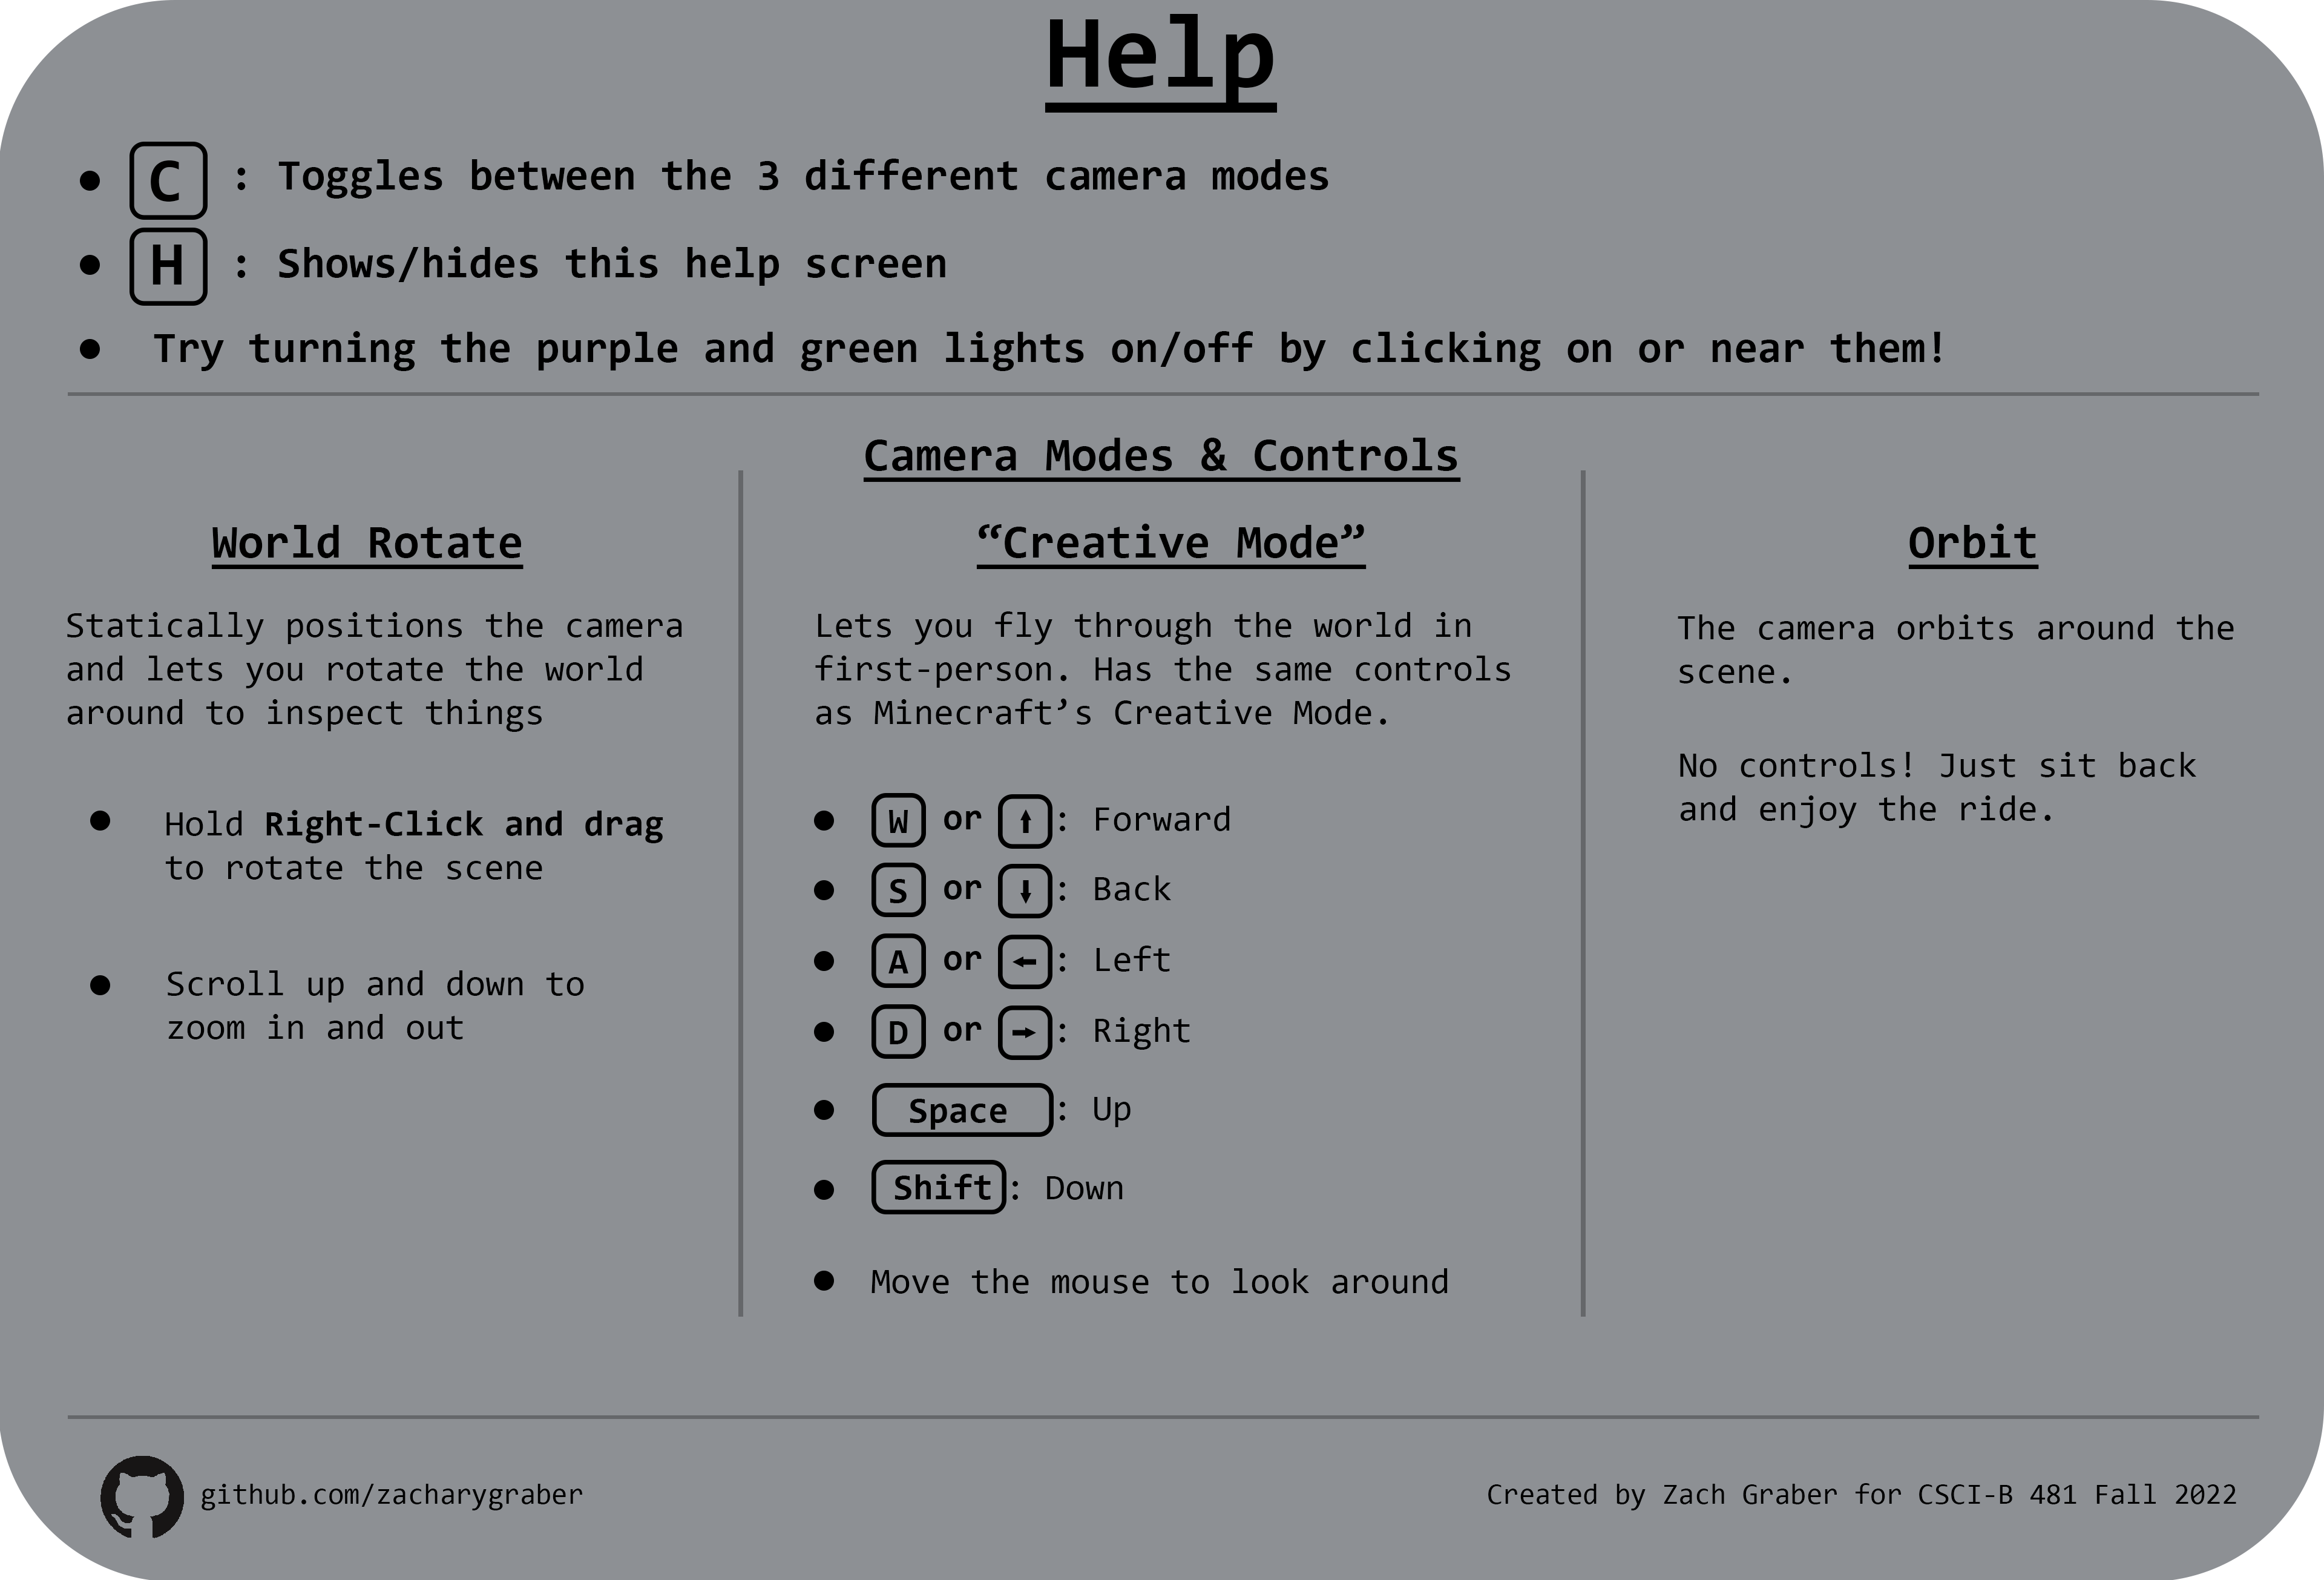 Help
C : Toggles between the 3 different camera modes
H : Shows/hides this help screen
Try turning the purple and green lights on/off by clicking on or near them!
Camera Modes & Controls
World Rotate
Statically positions the camera
and lets you rotate the world
around to inspect things
Hold Right-Click and drag
to rotate the scene
Scroll up and down to
zoom in and out
“Creative Mode”
Lets you fly through the world in
first-person. Has the same controls
as Minecraft’s Creative Mode.
W or ↑: Forward
S or ↓: Back
A or ←: Left
D or →: Right
Space: Up
Shift: Down
Move the mouse to look around
Orbit
The camera orbits around the
scene.
No controls! Just sit back
and enjoy the ride.
github.com/zacharygraber
Created by Zach Graber for CSCI-B 481 Fall 2022